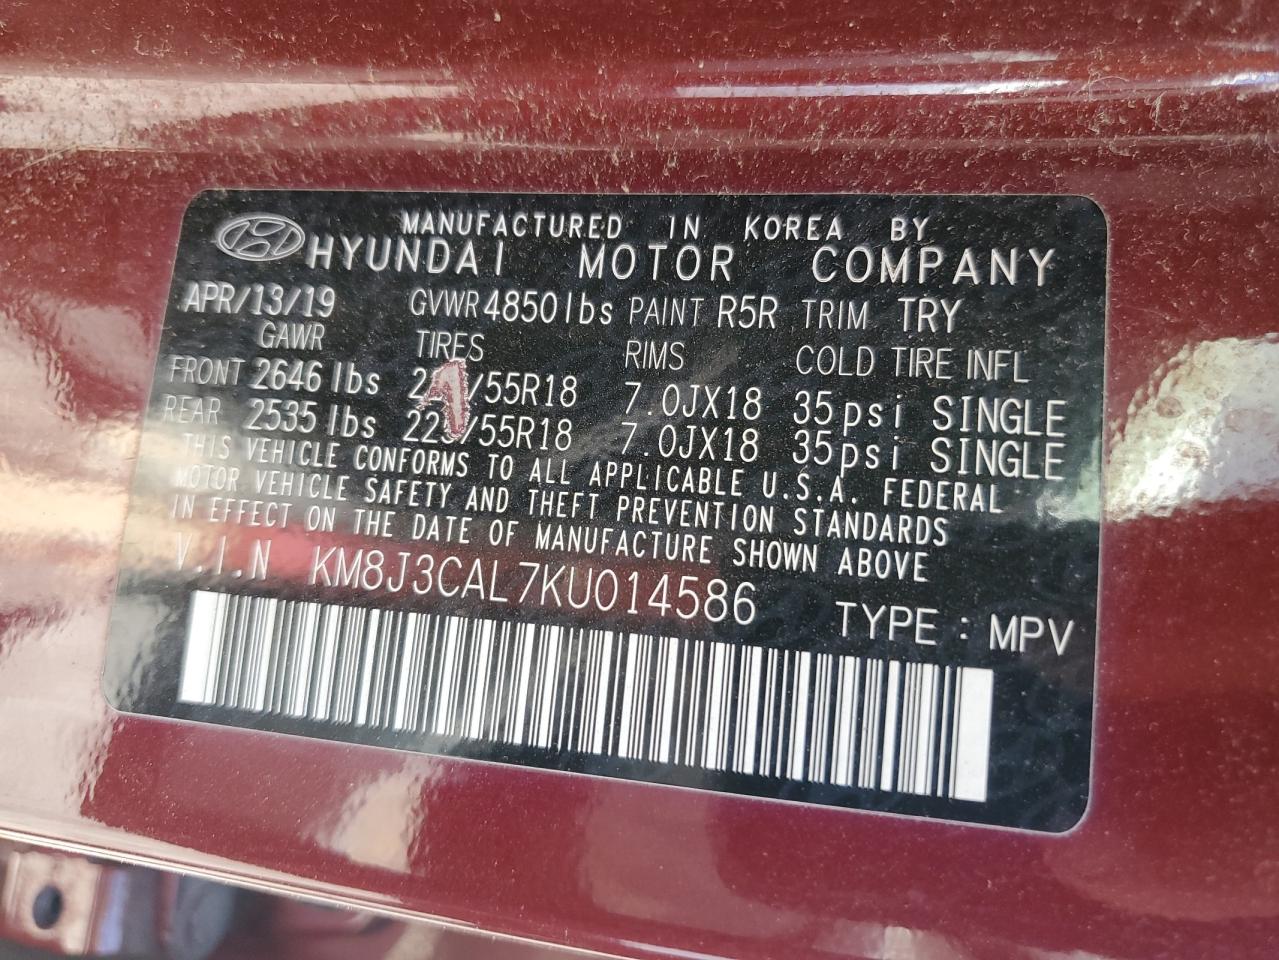 MANUFACTURED IN KOREA BY
HYUNDAI MOTOR COMPANY
APR/13/19 GVWR 4850 lbs PAINT R5R TRIM TRY
GAWR TIRES RIMS COLD TIRE INFL
FRONT 2646 lbs /55R18 7.0JX18 35psi SINGLE
REAR 2535 lbs /55R18 7.0JX18 35psi SINGLE
THIS VEHICLE CONFORMS TO ALL APPLICABLE U.S.A. FEDERAL
MOTOR VEHICLE SAFETY AND THEFT PREVENTION STANDARDS
IN EFFECT ON THE DATE OF MANUFACTURE SHOWN ABOVE
V.I.N KM8J3CAL7KU014586 TYPE : MPV